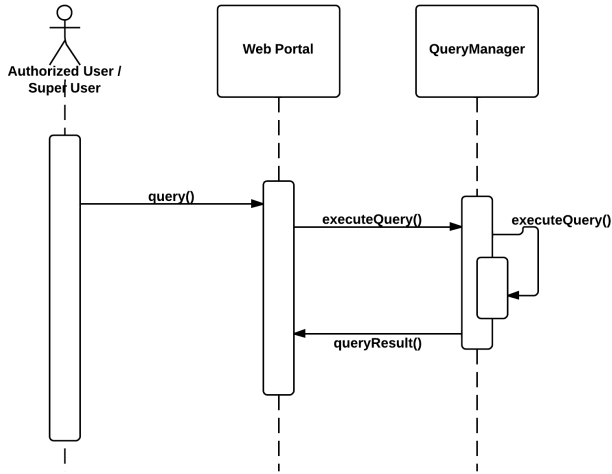 Authorized User /
Super User
Web Portal
QueryManager
query()
executeQuery()
executeQuery()
queryResult()